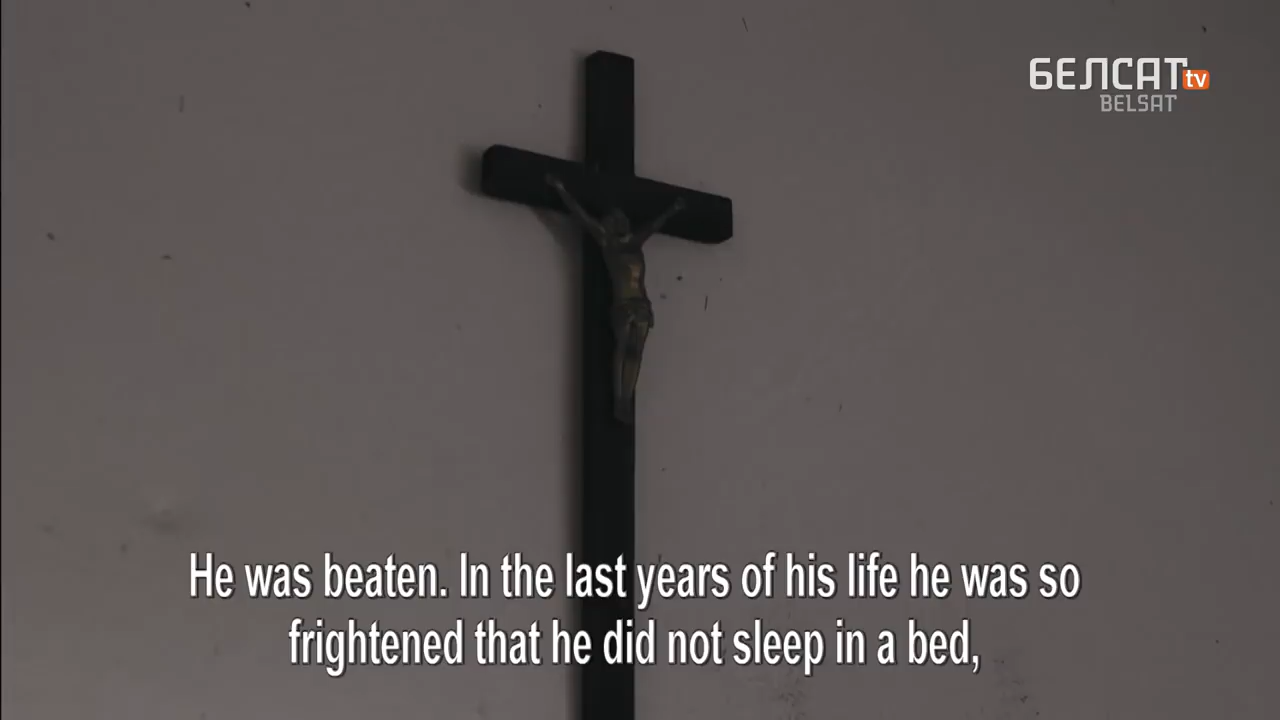 БЕЛСАТ tv
BELSAT
He was beaten. In the last years of his life he was so
frightened that he did not sleep in a bed,